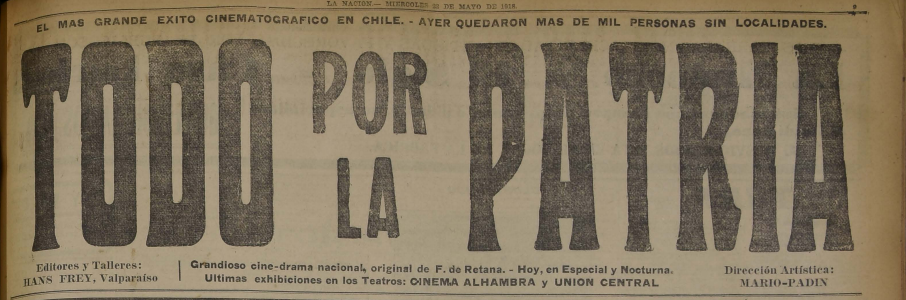 LA NACIÓN.— MIERCOLES 22 DE MAYO DE 1918.
EL MAS GRANDE EXITO CINEMATOGRAFICO EN CHILE. - AYER QUEDARON MAS DE MIL PERSONAS SIN LOCALIDADES.
TODO POR LA PATRIA
Editores y Talleres:
HANS FREY, Valparaíso
Grandioso cine-drama nacional, original de F. de Retana. - Hoy, en Especial y Nocturna.
Ultimas exhibiciones en los Teatros: CINEMA ALHAMBRA y UNION CENTRAL
Dirección Artística:
MARIO-PADIN